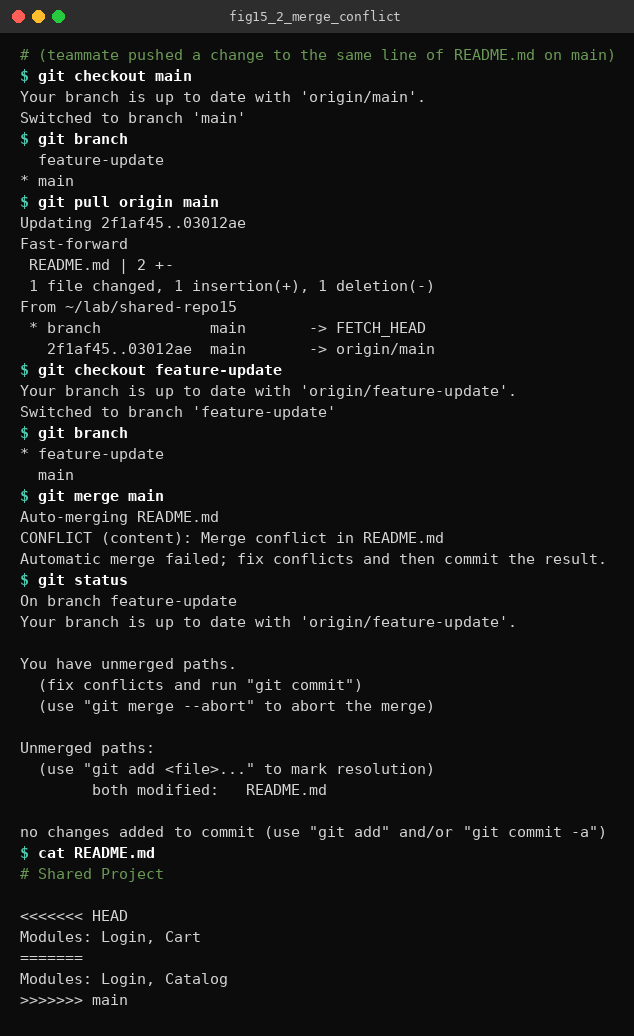 fig15_2_merge_conflict
# (teammate pushed a change to the same line of README.md on main)
$ git checkout main
Your branch is up to date with 'origin/main'.
Switched to branch 'main'
$ git branch
  feature-update
* main
$ git pull origin main
Updating 2f1af45..03012ae
Fast-forward
 README.md | 2 +-
 1 file changed, 1 insertion(+), 1 deletion(-)
From ~/lab/shared-repo15
 * branch            main       -> FETCH_HEAD
   2f1af45..03012ae  main       -> origin/main
$ git checkout feature-update
Your branch is up to date with 'origin/feature-update'.
Switched to branch 'feature-update'
$ git branch
* feature-update
  main
$ git merge main
Auto-merging README.md
CONFLICT (content): Merge conflict in README.md
Automatic merge failed; fix conflicts and then commit the result.
$ git status
On branch feature-update
Your branch is up to date with 'origin/feature-update'.

You have unmerged paths.
  (fix conflicts and run "git commit")
  (use "git merge --abort" to abort the merge)

Unmerged paths:
  (use "git add <file>..." to mark resolution)
        both modified:   README.md

no changes added to commit (use "git add" and/or "git commit -a")
$ cat README.md
# Shared Project

<<<<<<< HEAD
Modules: Login, Cart
=======
Modules: Login, Catalog
>>>>>>> main